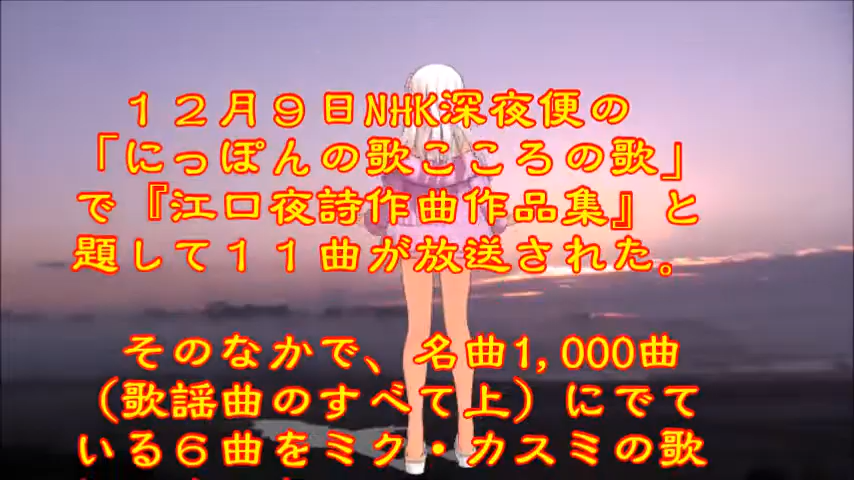 １２月９日NHK深夜便の
「にっぽんの歌こころの歌」
で『江口夜詩作曲作品集』と
題して１１曲が放送された。
そのなかで、名曲1,000曲
（歌謡曲のすべて上）にでて
いる６曲をミク・カスミの歌